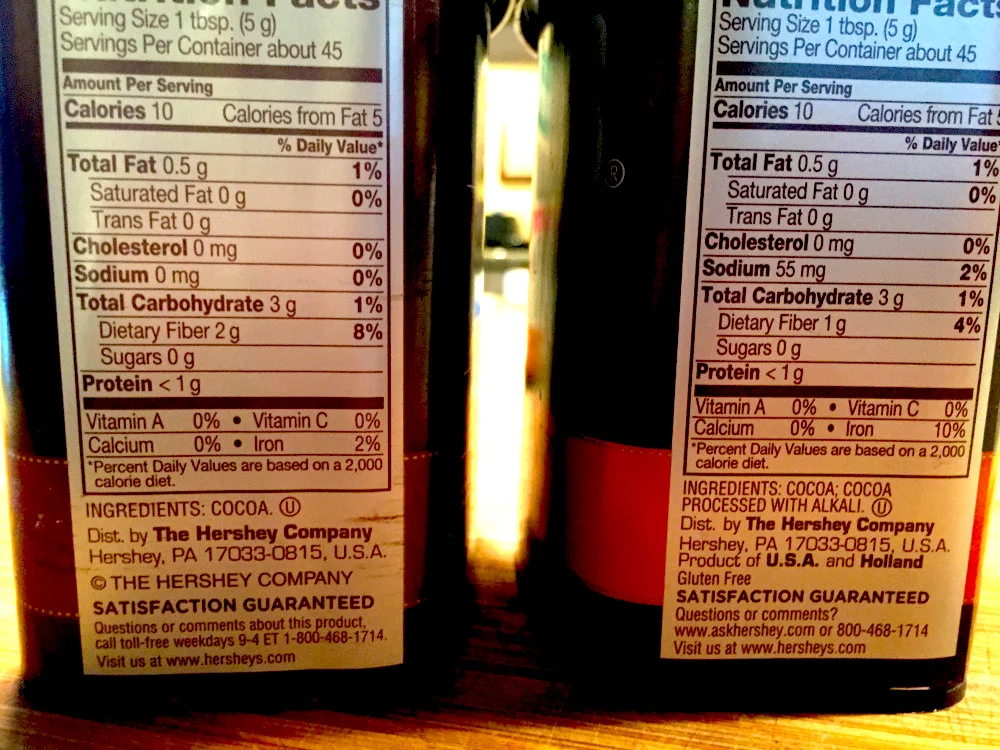 Nutrition Facts
Serving Size 1 tbsp. (5 g)
Servings Per Container about 45
Amount Per Serving
Calories 10 Calories from Fat 5
% Daily Value*
Total Fat 0.5 g 1%
Saturated Fat 0 g 0%
Trans Fat 0 g
Cholesterol 0 mg 0%
Sodium 0 mg 0%
Total Carbohydrate 3 g 1%
Dietary Fiber 2 g 8%
Sugars 0 g
Protein < 1 g
Vitamin A 0% • Vitamin C 0%
Calcium 0% • Iron 2%
*Percent Daily Values are based on a 2,000
calorie diet.
INGREDIENTS: COCOA. Ⓤ
Dist. by The Hershey Company
Hershey, PA 17033-0815, U.S.A.
© THE HERSHEY COMPANY
SATISFACTION GUARANTEED
Questions or comments about this product,
call toll-free weekdays 9-4 ET 1-800-468-1714.
Visit us at www.hersheys.com
®
Nutrition Facts
Serving Size 1 tbsp. (5 g)
Servings Per Container about 45
Amount Per Serving
Calories 10 Calories from Fat 5
% Daily Value*
Total Fat 0.5 g 1%
Saturated Fat 0 g 0%
Trans Fat 0 g
Cholesterol 0 mg 0%
Sodium 55 mg 2%
Total Carbohydrate 3 g 1%
Dietary Fiber 1 g 4%
Sugars 0 g
Protein < 1 g
Vitamin A 0% • Vitamin C 0%
Calcium 0% • Iron 10%
*Percent Daily Values are based on a 2,000
calorie diet.
INGREDIENTS: COCOA; COCOA
PROCESSED WITH ALKALI. Ⓤ
Dist. by The Hershey Company
Hershey, PA 17033-0815, U.S.A.
Product of U.S.A. and Holland
Gluten Free
SATISFACTION GUARANTEED
Questions or comments?
www.askhershey.com or 800-468-1714
Visit us at www.hersheys.com